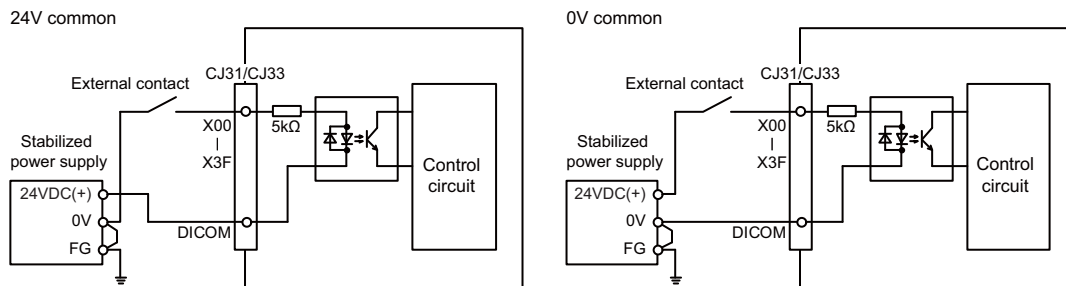 24V common
CJ31/CJ33
External contact
X00
|
X3F
5kΩ
Stabilized
power supply
24VDC(+)
0V
FG
DICOM
Control
circuit
0V common
CJ31/CJ33
External contact
X00
|
X3F
5kΩ
Stabilized
power supply
24VDC(+)
0V
FG
DICOM
Control
circuit